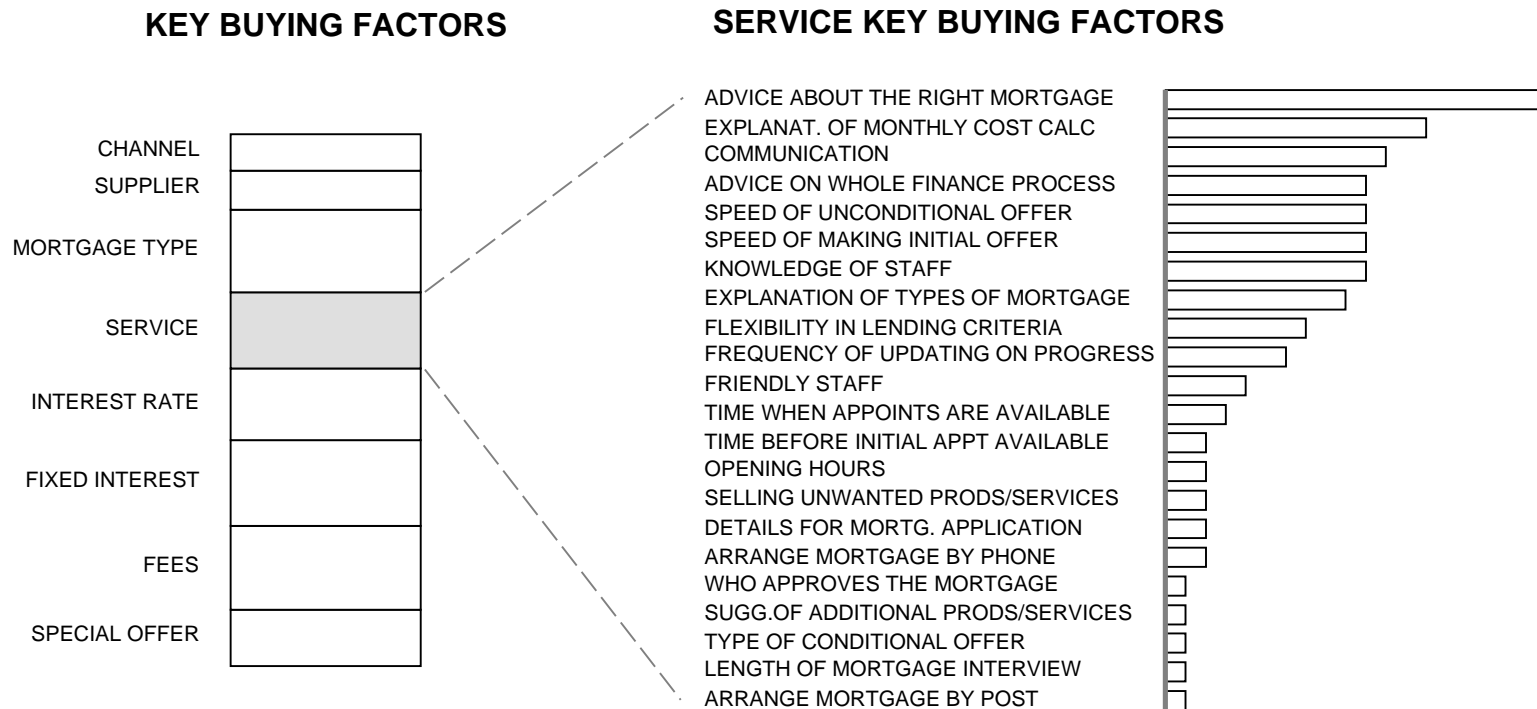 KEY BUYING FACTORS
SERVICE KEY BUYING FACTORS
CHANNEL
SUPPLIER
MORTGAGE TYPE
SERVICE
INTEREST RATE
FIXED INTEREST
FEES
SPECIAL OFFER
ADVICE ABOUT THE RIGHT MORTGAGE
EXPLANAT. OF MONTHLY COST CALC
COMMUNICATION
ADVICE ON WHOLE FINANCE PROCESS
SPEED OF UNCONDITIONAL OFFER
SPEED OF MAKING INITIAL OFFER
KNOWLEDGE OF STAFF
EXPLANATION OF TYPES OF MORTGAGE
FLEXIBILITY IN LENDING CRITERIA
FREQUENCY OF UPDATING ON PROGRESS
FRIENDLY STAFF
TIME WHEN APPOINTS ARE AVAILABLE
TIME BEFORE INITIAL APPT AVAILABLE
OPENING HOURS
SELLING UNWANTED PRODS/SERVICES
DETAILS FOR MORTG. APPLICATION
ARRANGE MORTGAGE BY PHONE
WHO APPROVES THE MORTGAGE
SUGG.OF ADDITIONAL PRODS/SERVICES
TYPE OF CONDITIONAL OFFER
LENGTH OF MORTGAGE INTERVIEW
ARRANGE MORTGAGE BY POST